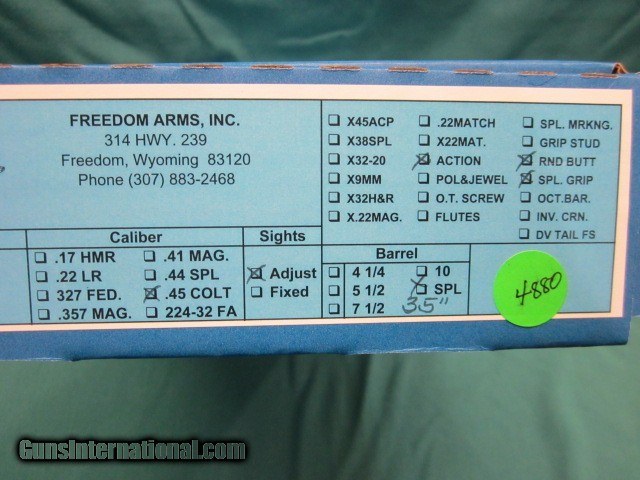 FREEDOM ARMS, INC.
314 HWY. 239
Freedom, Wyoming 83120
Phone (307) 883-2468
X45ACP .22MATCH SPL. MRKNG.
X38SPL X22MAT. GRIP STUD
X32-20 ACTION RND BUTT
X9MM POL&JEWEL SPL. GRIP
X32H&R O.T. SCREW OCT.BAR.
X.22MAG. FLUTES INV. CRN.
DV TAIL FS
Caliber
.17 HMR .41 MAG.
.22 LR .44 SPL
327 FED. .45 COLT
.357 MAG. 224-32 FA
Sights
Adjust
Fixed
Barrel
4 1/4 10
5 1/2 SPL
7 1/2 3.5"
4880
GunsInternational.com